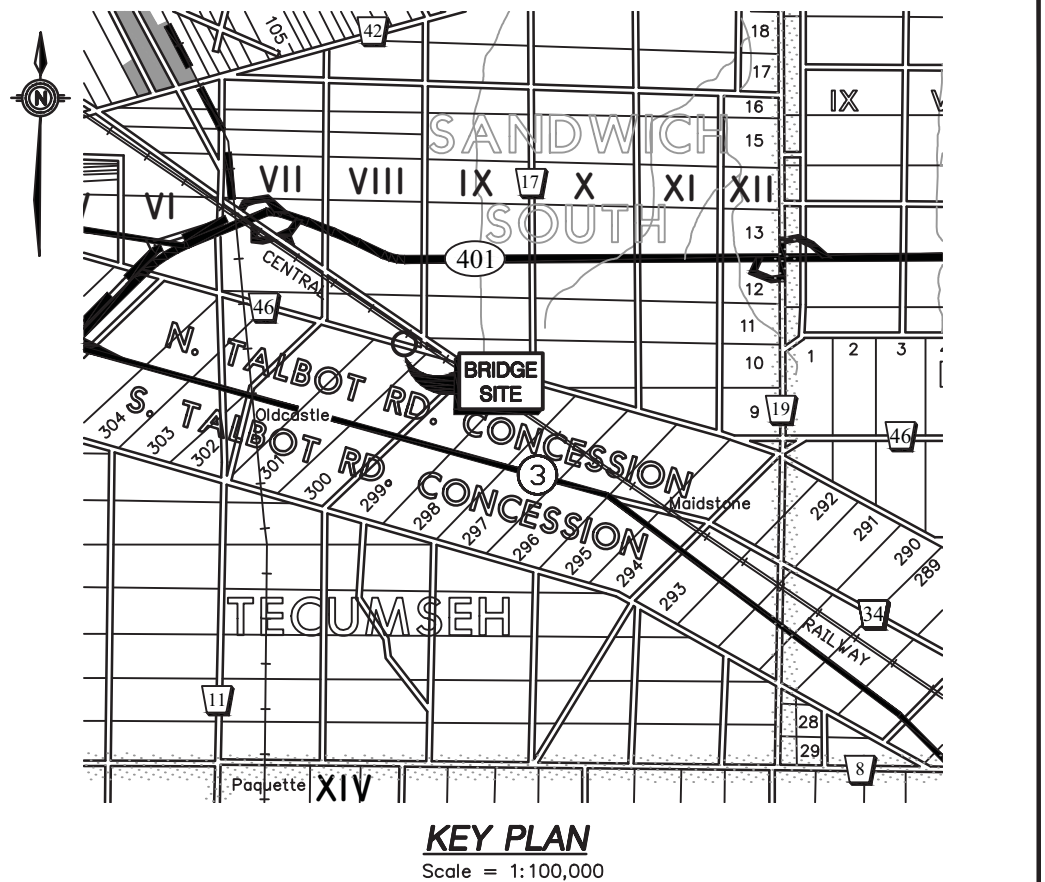 105
42
18
17
16
IX
15
SANDWICH
VI
VII
VIII
IX
17
X
XI
XII
SOUTH
13
401
CENTRAL
12
46
11
N. TALBOT RD. CONCESSION
BRIDGE
SITE
10
1
2
3
9
19
46
S. TALBOT RD. CONCESSION
Oldcastle
3
Maidstone
304
303
302
301
300
299
298
297
296
295
294
293
292
291
290
289
TECUMSEH
34
RAILWAY
11
28
29
8
Paquette
XIV
N
KEY PLAN
Scale = 1:100,000